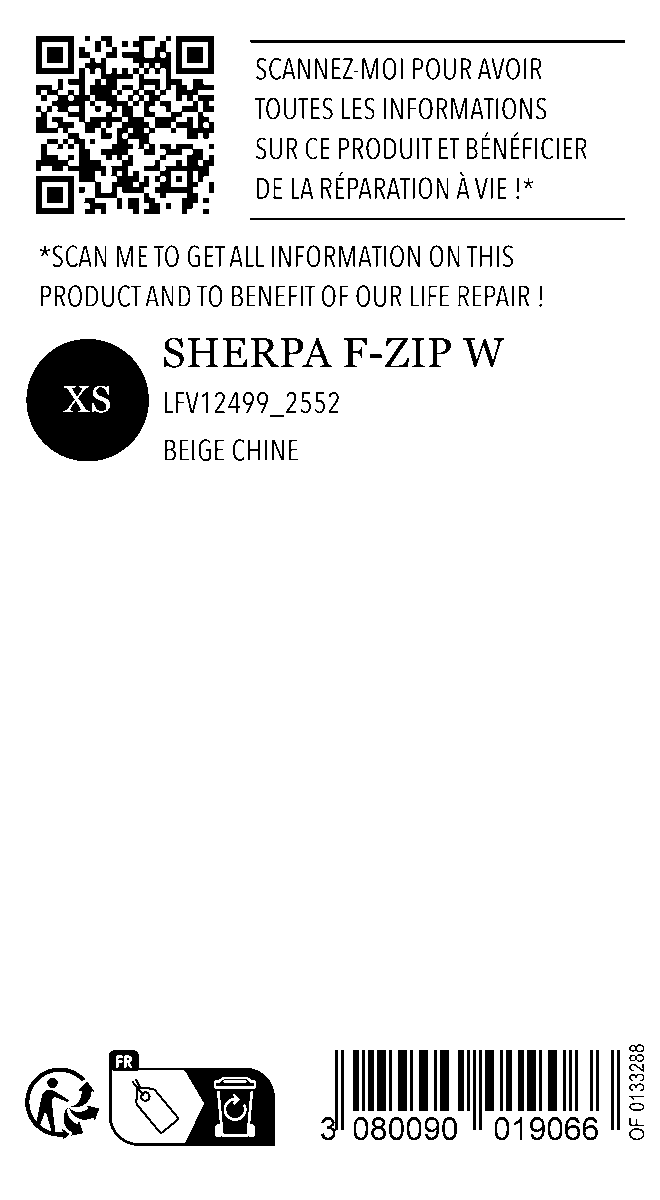 SCANNEZ-MOI POUR AVOIR
TOUTES LES INFORMATIONS
SUR CE PRODUIT ET BÉNÉFICIER
DE LA RÉPARATION À VIE !*
*SCAN ME TO GET ALL INFORMATION ON THIS
PRODUCT AND TO BENEFIT OF OUR LIFE REPAIR !
XS
SHERPA F-ZIP W
LFV12499_2552
BEIGE CHINE
FR
3 080090 019066
OF 0133288